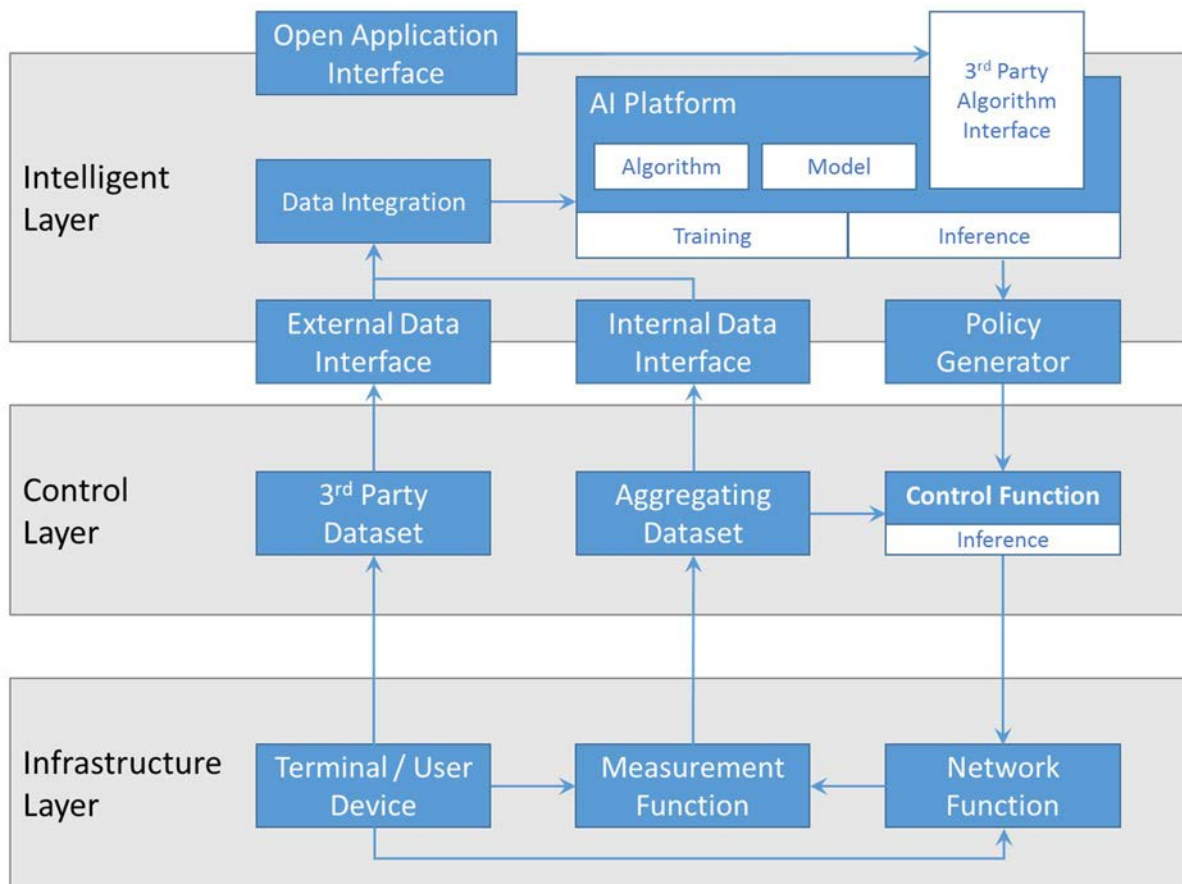 Open Application
Interface
3rd Party
Algorithm
Interface
AI Platform
Algorithm
Model
Intelligent
Layer
Data Integration
Training
Inference
External Data
Interface
Internal Data
Interface
Policy
Generator
Control
Layer
3rd Party
Dataset
Aggregating
Dataset
Control Function
Inference
Infrastructure
Layer
Terminal / User
Device
Measurement
Function
Network
Function